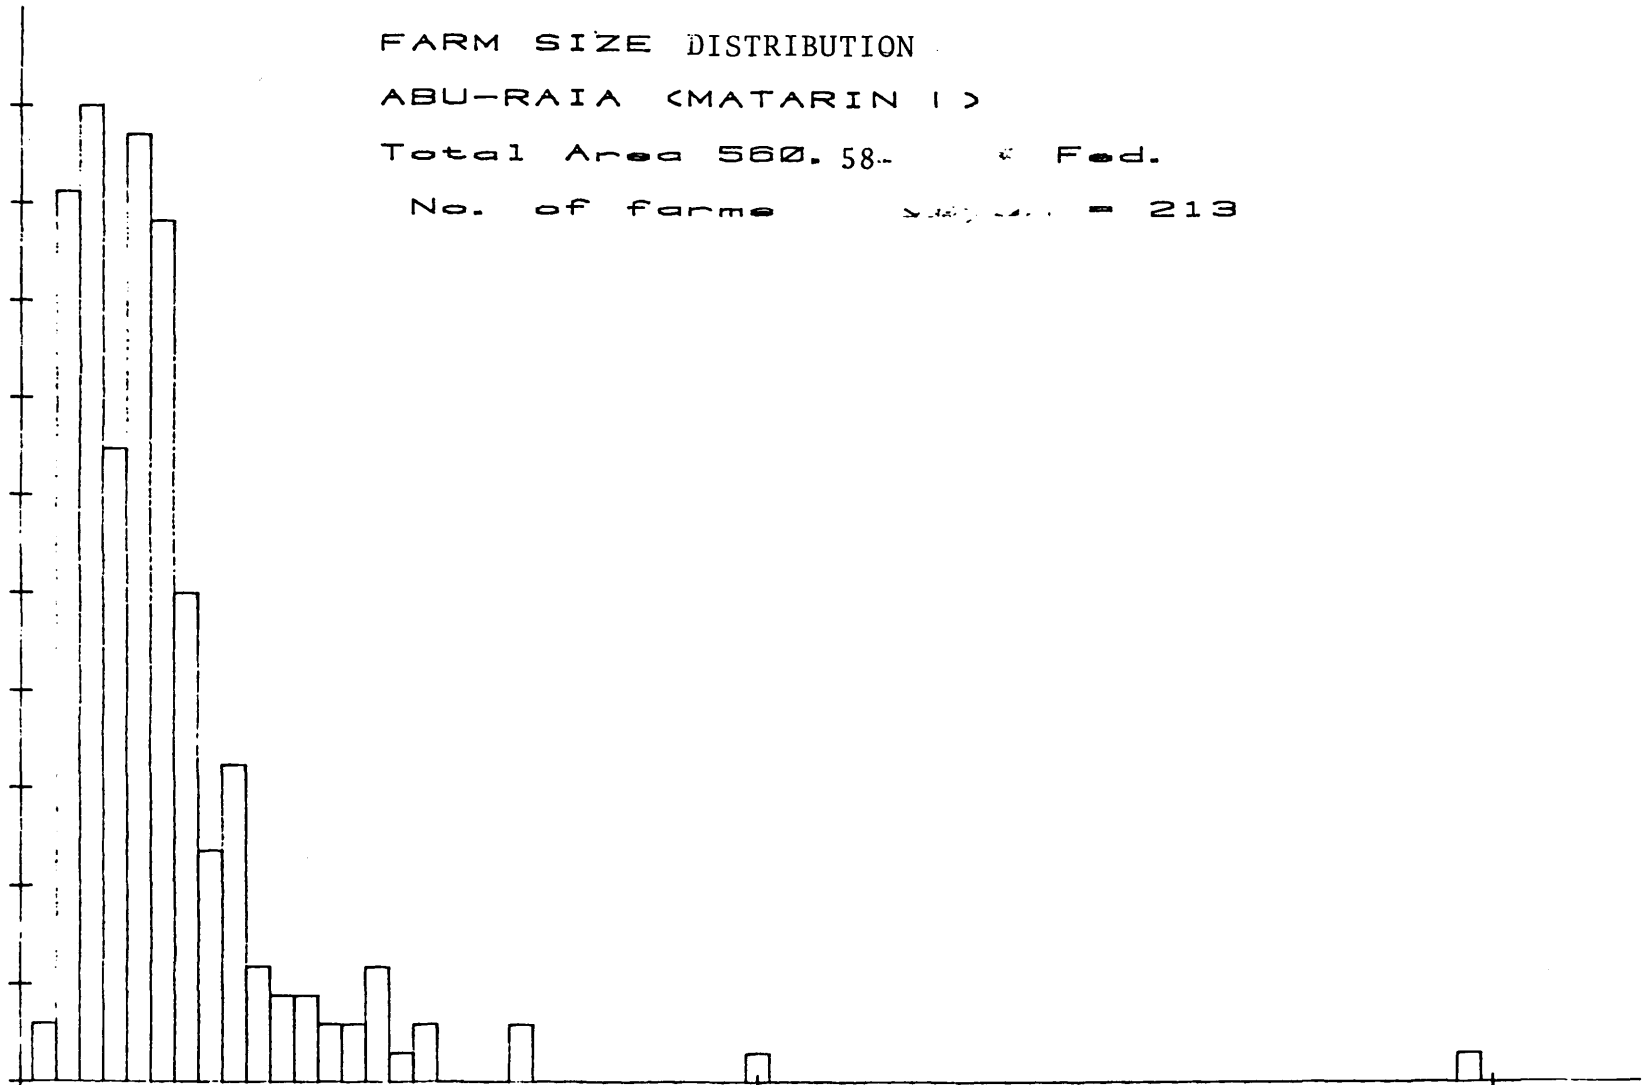 FARM SIZE DISTRIBUTION
ABU-RAIA (MATARIN I)
Total Area 560.58 Fed.
No. of farms = 213